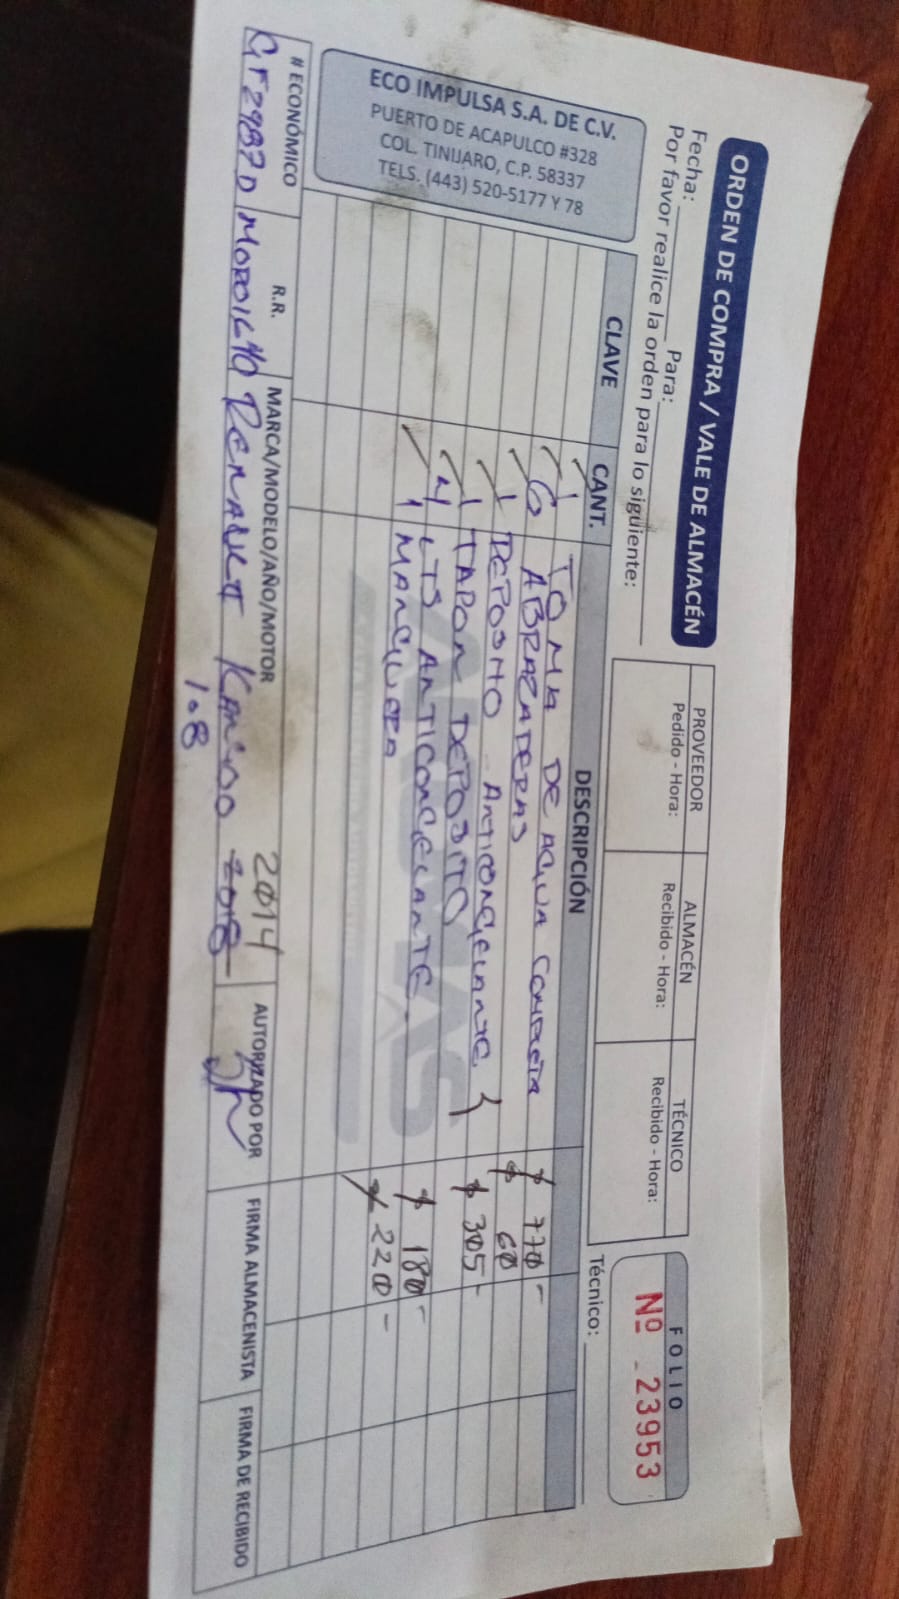 ORDEN DE COMPRA / VALE DE ALMACÉN
Fecha: Para:
Por favor realice la orden para lo siguiente:
PROVEEDOR ALMACÉN TÉCNICO
Pedido - Hora: Recibido - Hora: Recibido - Hora:
FOLIO
Nº 23953
Técnico:
ECO IMPULSA S.A. DE C.V.
PUERTO DE ACAPULCO #328
COL. TINIJARO, C.P. 58337
TELS. (443) 520-5177 Y 78
CLAVE CANT. DESCRIPCIÓN
1 TOMA DE AGUA COMPLETA $ 770-
6 ABRAZADERAS $ 60
1 DEPOSITO ANTICONGELANTE } $ 305-
1 TAPON DEPOSITO
4 LTS ANTICONGELANTE $ 180-
1 MANGUERA $ 220-
# ECONÓMICO R.R. MARCA/MODELO/AÑO/MOTOR 2014 AUTORIZADO POR FIRMA ALMACENISTA FIRMA DE RECIBIDO
GF2987D RENAULT KANGOO 2018
1.8